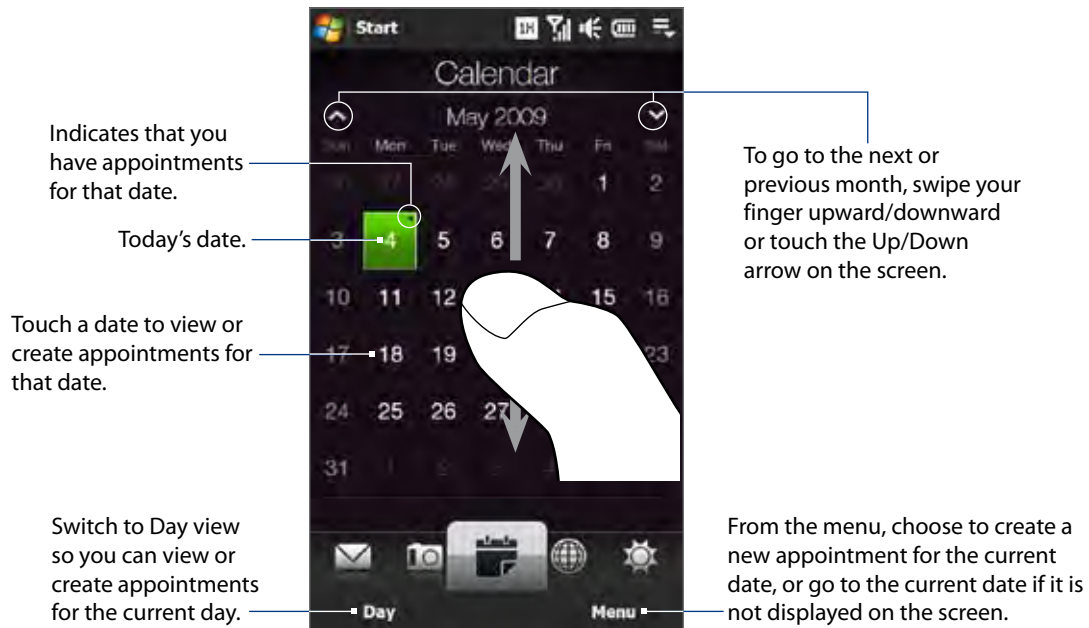 Start
Calendar
May 2009
Mon Tue Wed Thu Fri
1 2
3 4 5 6 7 8 9
10 11 12 15 16
17 18 19 23
24 25 26 27
31
Day Menu
Indicates that you
have appointments
for that date.
Today's date.
Touch a date to view or
create appointments for
that date.
Switch to Day view
so you can view or
create appointments
for the current day.
To go to the next or
previous month, swipe your
finger upward/downward
or touch the Up/Down
arrow on the screen.
From the menu, choose to create a
new appointment for the current
date, or go to the current date if it is
not displayed on the screen.